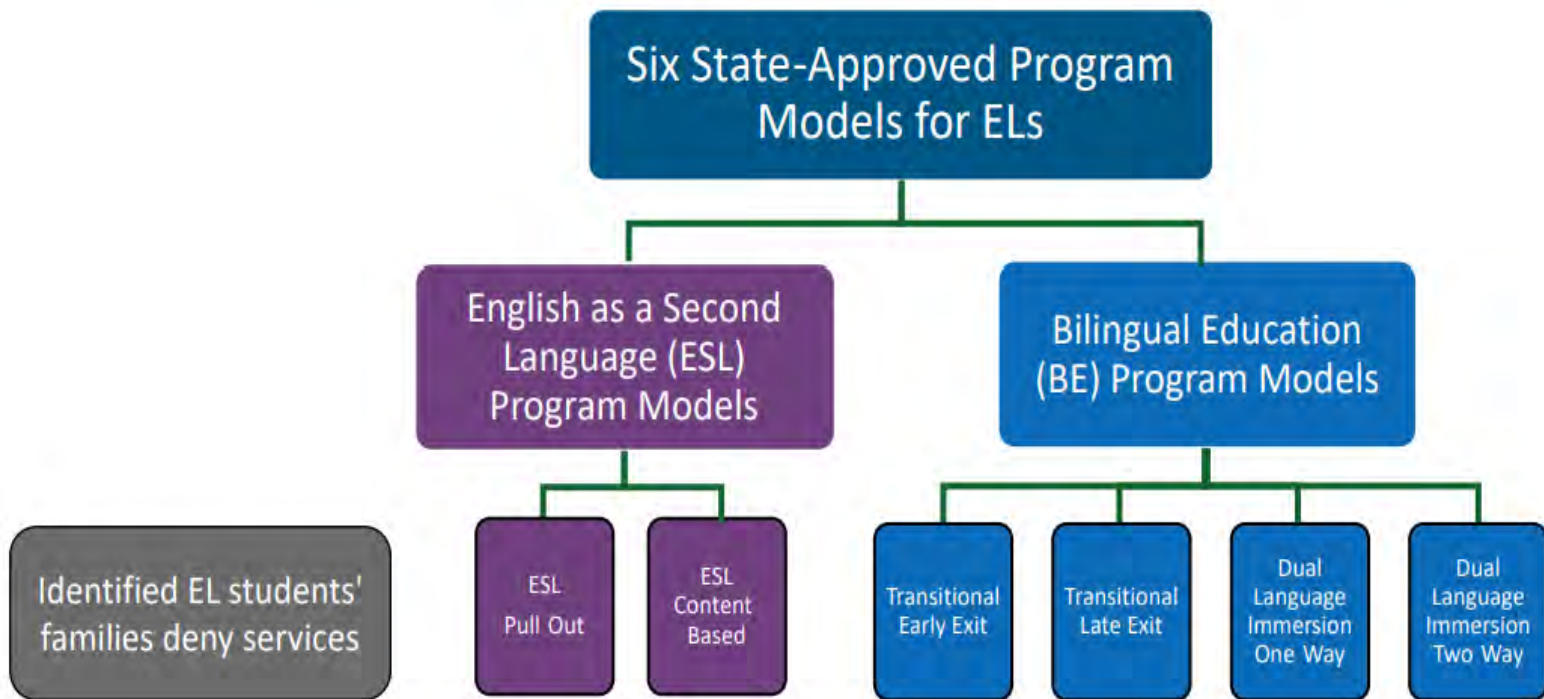 Six State-Approved Program
Models for ELs
English as a Second
Language (ESL)
Program Models
Bilingual Education
(BE) Program Models
Identified EL students'
families deny services
ESL
Pull Out
ESL
Content
Based
Transitional
Early Exit
Transitional
Late Exit
Dual
Language
Immersion
One Way
Dual
Language
Immersion
Two Way